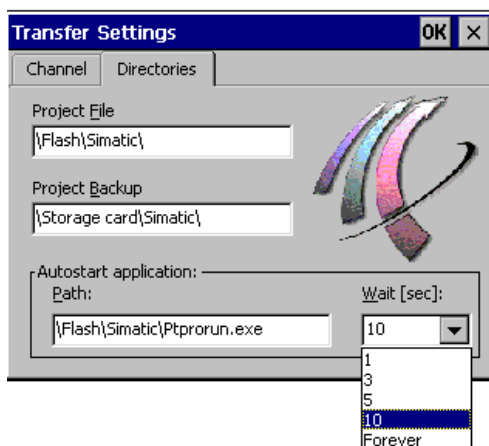 Transfer Settings OK ×
Channel Directories
Project File
\Flash\Simatic\
Project Backup
\Storage card\Simatic\
Autostart application:
Path: Wait [sec]:
\Flash\Simatic\Ptprorun.exe 10
1
3
5
10
Forever